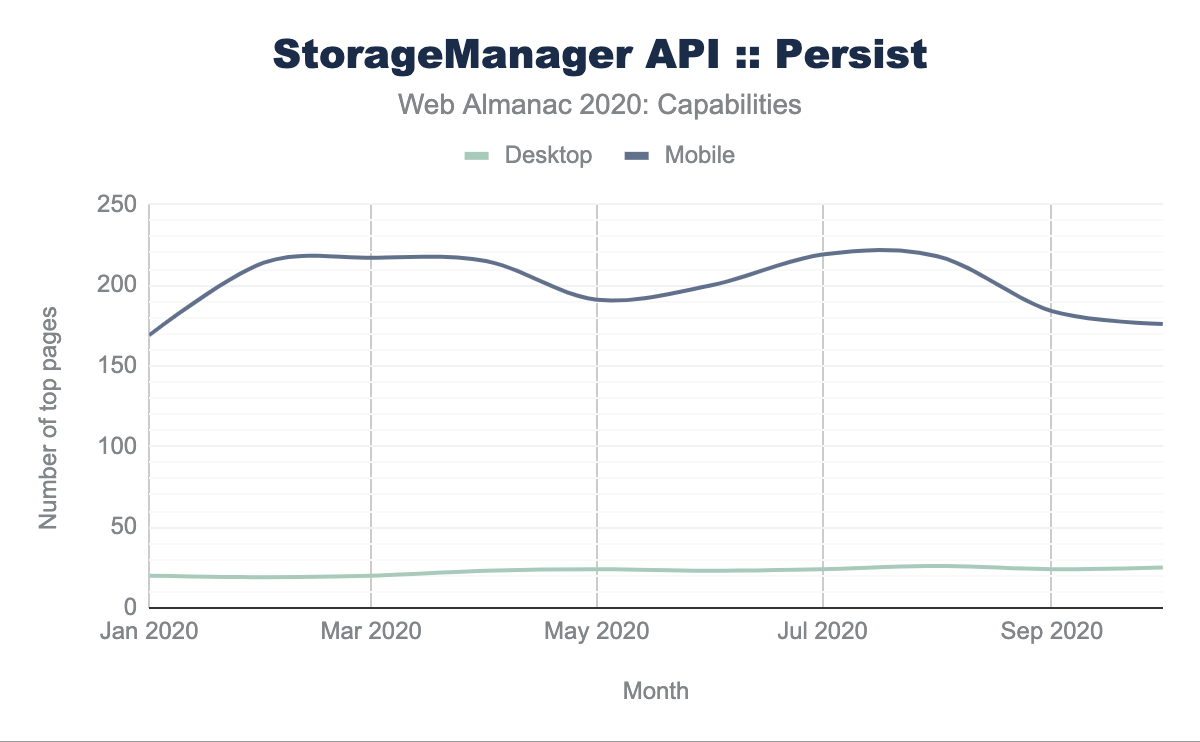 StorageManager API :: Persist
Web Almanac 2020: Capabilities
Desktop Mobile
250
200
150
100
50
0
Number of top pages
Jan 2020 Mar 2020 May 2020 Jul 2020 Sep 2020
Month